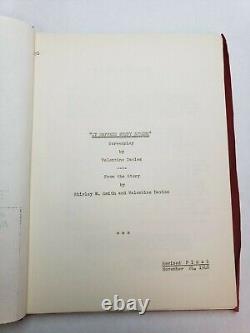 "IT HAPPENS EVERY SPRING"
Screenplay
by
Valentine Davies
----
From the Story
by
Shirley W. Smith and Valentine Davies
* * *
Revised Final
November 24, 1948